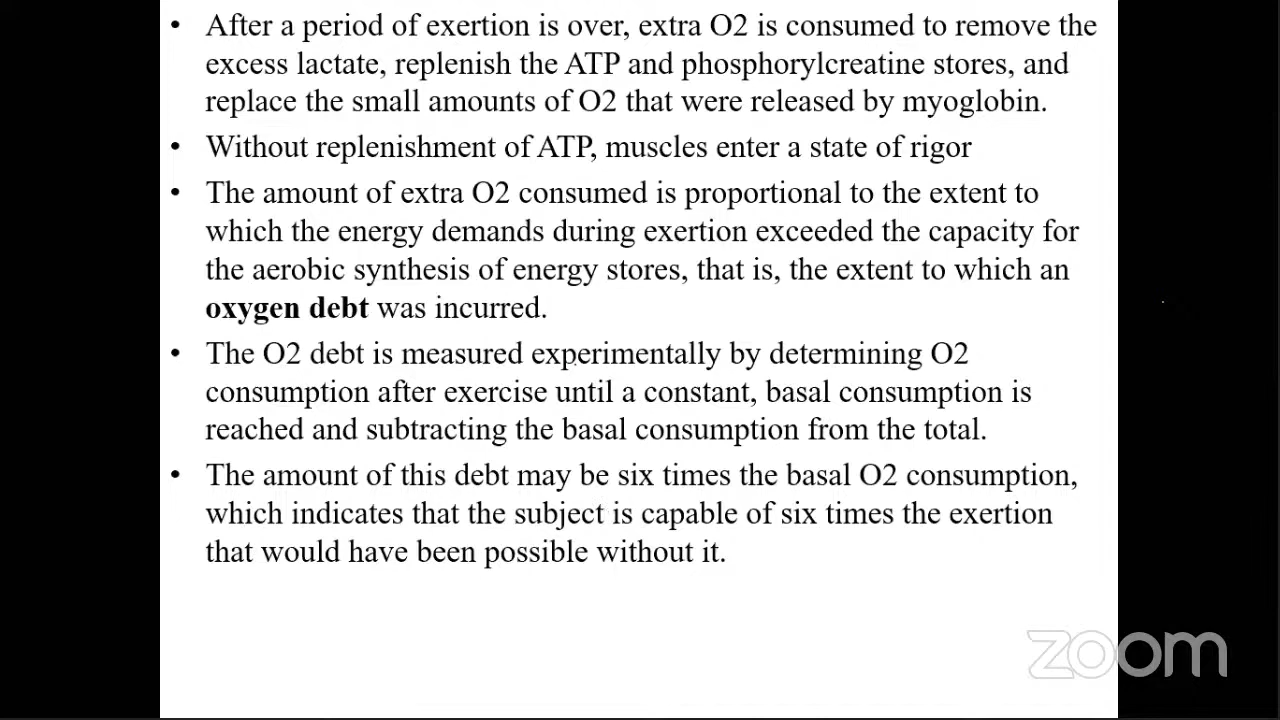 • After a period of exertion is over, extra O2 is consumed to remove the
excess lactate, replenish the ATP and phosphorylcreatine stores, and
replace the small amounts of O2 that were released by myoglobin.
• Without replenishment of ATP, muscles enter a state of rigor
• The amount of extra O2 consumed is proportional to the extent to
which the energy demands during exertion exceeded the capacity for
the aerobic synthesis of energy stores, that is, the extent to which an
oxygen debt was incurred.
• The O2 debt is measured experimentally by determining O2
consumption after exercise until a constant, basal consumption is
reached and subtracting the basal consumption from the total.
• The amount of this debt may be six times the basal O2 consumption,
which indicates that the subject is capable of six times the exertion
that would have been possible without it.
zoom